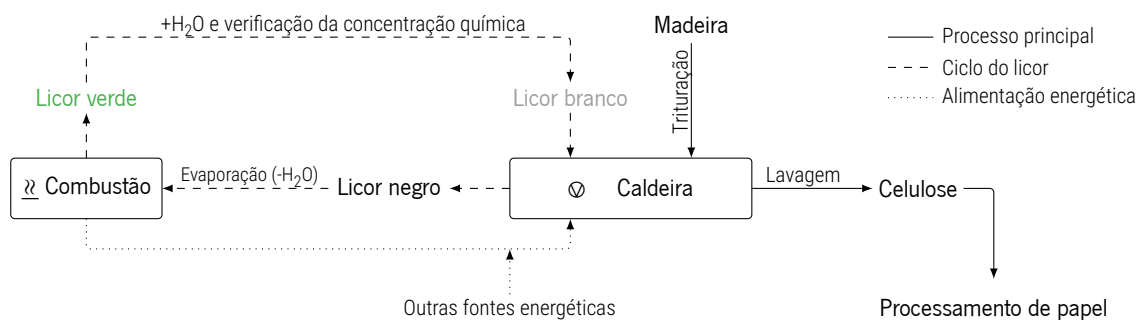 +H₂O e verificação da concentração química
Madeira
Processo principal
Ciclo do licor
Alimentação energética
Licor verde
Licor branco
Trituração
Combustão
Evaporação (-H₂O)
Licor negro
Caldeira
Lavagem
Celulose
Outras fontes energéticas
Processamento de papel